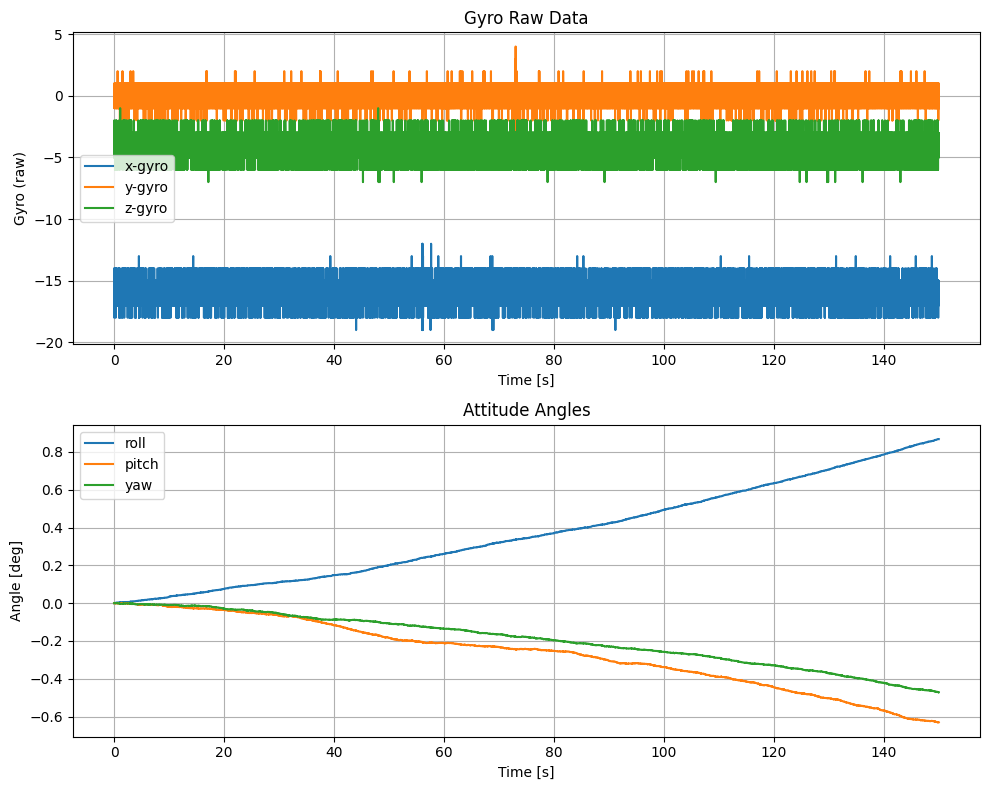 Gyro Raw Data
5
0
−5
−10
−15
−20
Gyro (raw)
x-gyro
y-gyro
z-gyro
0 20 40 60 80 100 120 140
Time [s]
Attitude Angles
0.8
0.6
0.4
0.2
0.0
−0.2
−0.4
−0.6
Angle [deg]
roll
pitch
yaw
0 20 40 60 80 100 120 140
Time [s]